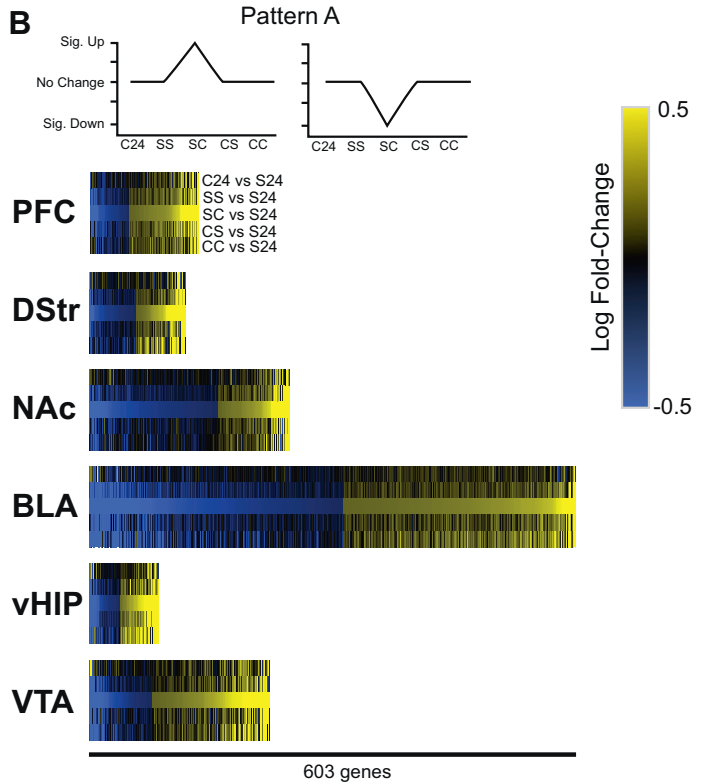 B
Pattern A
Sig. Up
No Change
Sig. Down
C24 SS SC CS CC
C24 SS SC CS CC
PFC
C24 vs S24
SS vs S24
SC vs S24
CS vs S24
CC vs S24
DStr
NAc
BLA
vHIP
VTA
603 genes
0.5
Log Fold-Change
-0.5